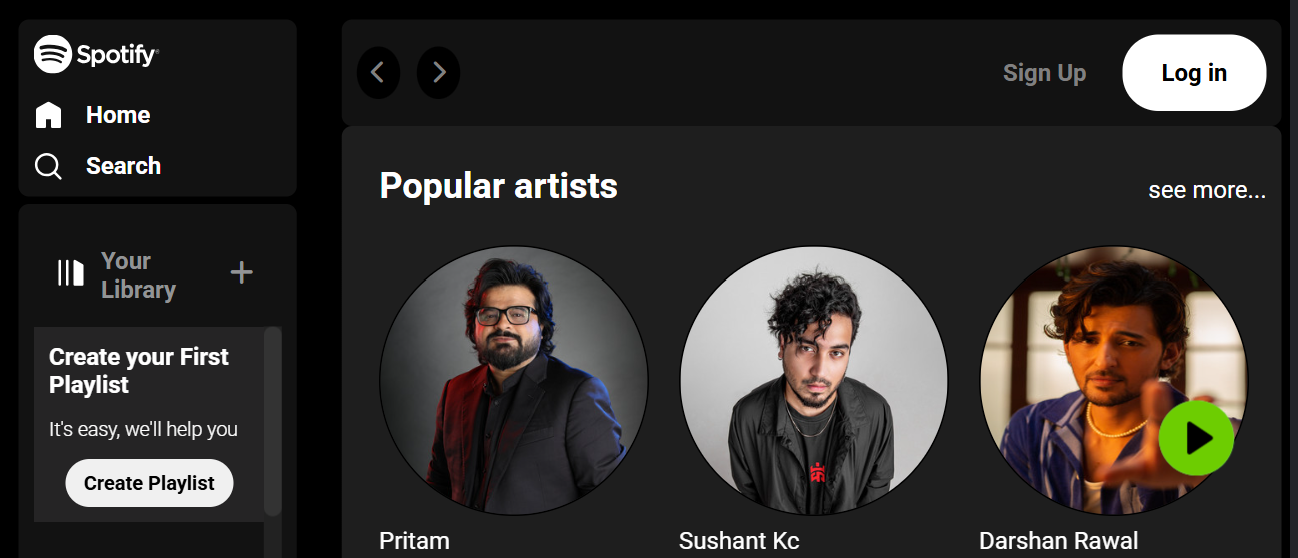 Spotify®
Home
Search
Your
Library
Create your First
Playlist
It's easy, we'll help you
Create Playlist
Sign Up
Log in
Popular artists
see more...
Pritam
Sushant Kc
Darshan Rawal